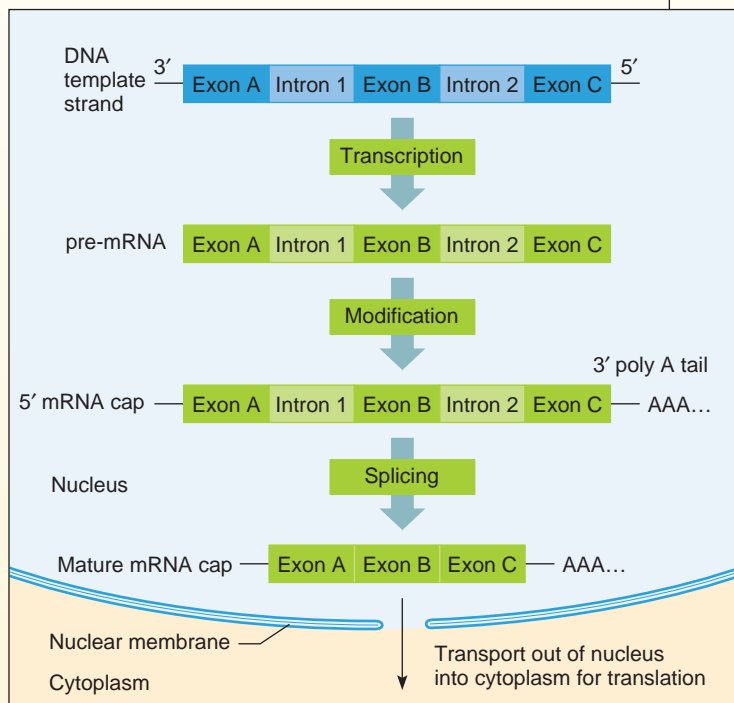 DNA
template
strand
3′
Exon A Intron 1 Exon B Intron 2 Exon C
5′
Transcription
pre-mRNA
Exon A Intron 1 Exon B Intron 2 Exon C
Modification
3′ poly A tail
5′ mRNA cap
Exon A Intron 1 Exon B Intron 2 Exon C
AAA...
Splicing
Nucleus
Mature mRNA cap
Exon A Exon B Exon C
AAA...
Nuclear membrane
Cytoplasm
Transport out of nucleus
into cytoplasm for translation